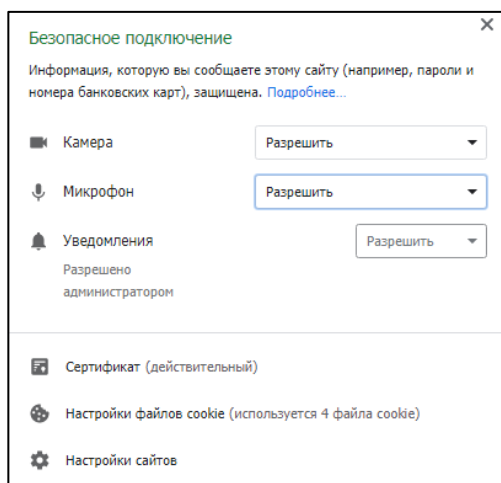 Безопасное подключение
Информация, которую вы сообщаете этому сайту (например, пароли и
номера банковских карт), защищена. Подробнее...
Камера Разрешить
Микрофон Разрешить
Уведомления Разрешить
Разрешено
администратором
Сертификат (действительный)
Настройки файлов cookie (используется 4 файла cookie)
Настройки сайтов